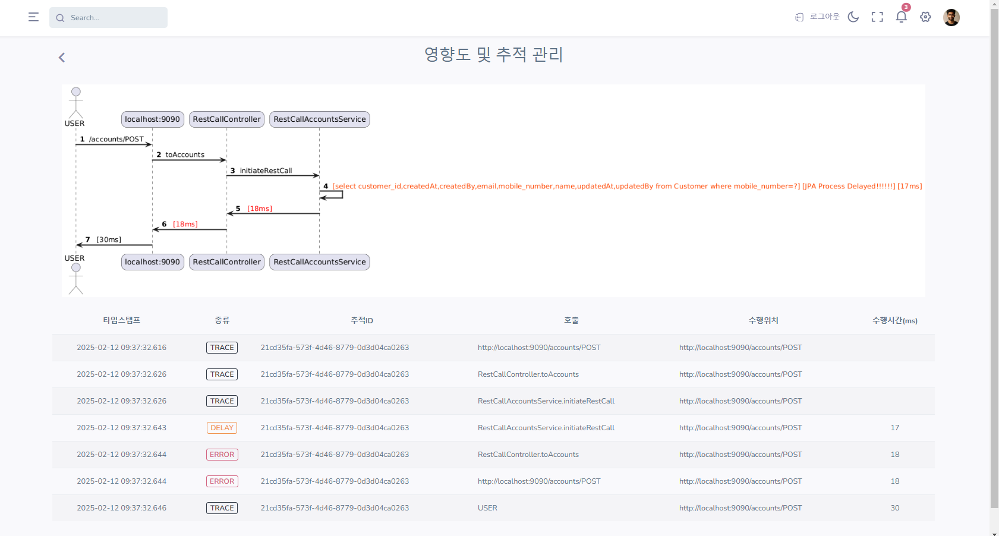 Search...
로그아웃
3
영향도 및 추적 관리
USER
localhost:9090
RestCallController
RestCallAccountsService
1 /accounts/POST
2 toAccounts
3 initiateRestCall
4 [select customer_id,createdAt,createdBy,email,mobile_number,name,updatedAt,updatedBy from Customer where mobile_number=?] [JPA Process Delayed!!!!!!] [17ms]
5 [18ms]
6 [18ms]
7 [30ms]
USER
localhost:9090
RestCallController
RestCallAccountsService
타임스탬프 종류 추적ID 호출 수행위치 수행시간(ms)
2025-02-12 09:37:32.616 TRACE 21cd35fa-573f-4d46-8779-0d3d04ca0263 http://localhost:9090/accounts/POST http://localhost:9090/accounts/POST
2025-02-12 09:37:32.626 TRACE 21cd35fa-573f-4d46-8779-0d3d04ca0263 RestCallController.toAccounts http://localhost:9090/accounts/POST
2025-02-12 09:37:32.626 TRACE 21cd35fa-573f-4d46-8779-0d3d04ca0263 RestCallAccountsService.initiateRestCall http://localhost:9090/accounts/POST
2025-02-12 09:37:32.643 DELAY 21cd35fa-573f-4d46-8779-0d3d04ca0263 RestCallAccountsService.initiateRestCall http://localhost:9090/accounts/POST 17
2025-02-12 09:37:32.644 ERROR 21cd35fa-573f-4d46-8779-0d3d04ca0263 RestCallController.toAccounts http://localhost:9090/accounts/POST 18
2025-02-12 09:37:32.644 ERROR 21cd35fa-573f-4d46-8779-0d3d04ca0263 http://localhost:9090/accounts/POST http://localhost:9090/accounts/POST 18
2025-02-12 09:37:32.646 TRACE 21cd35fa-573f-4d46-8779-0d3d04ca0263 USER http://localhost:9090/accounts/POST 30